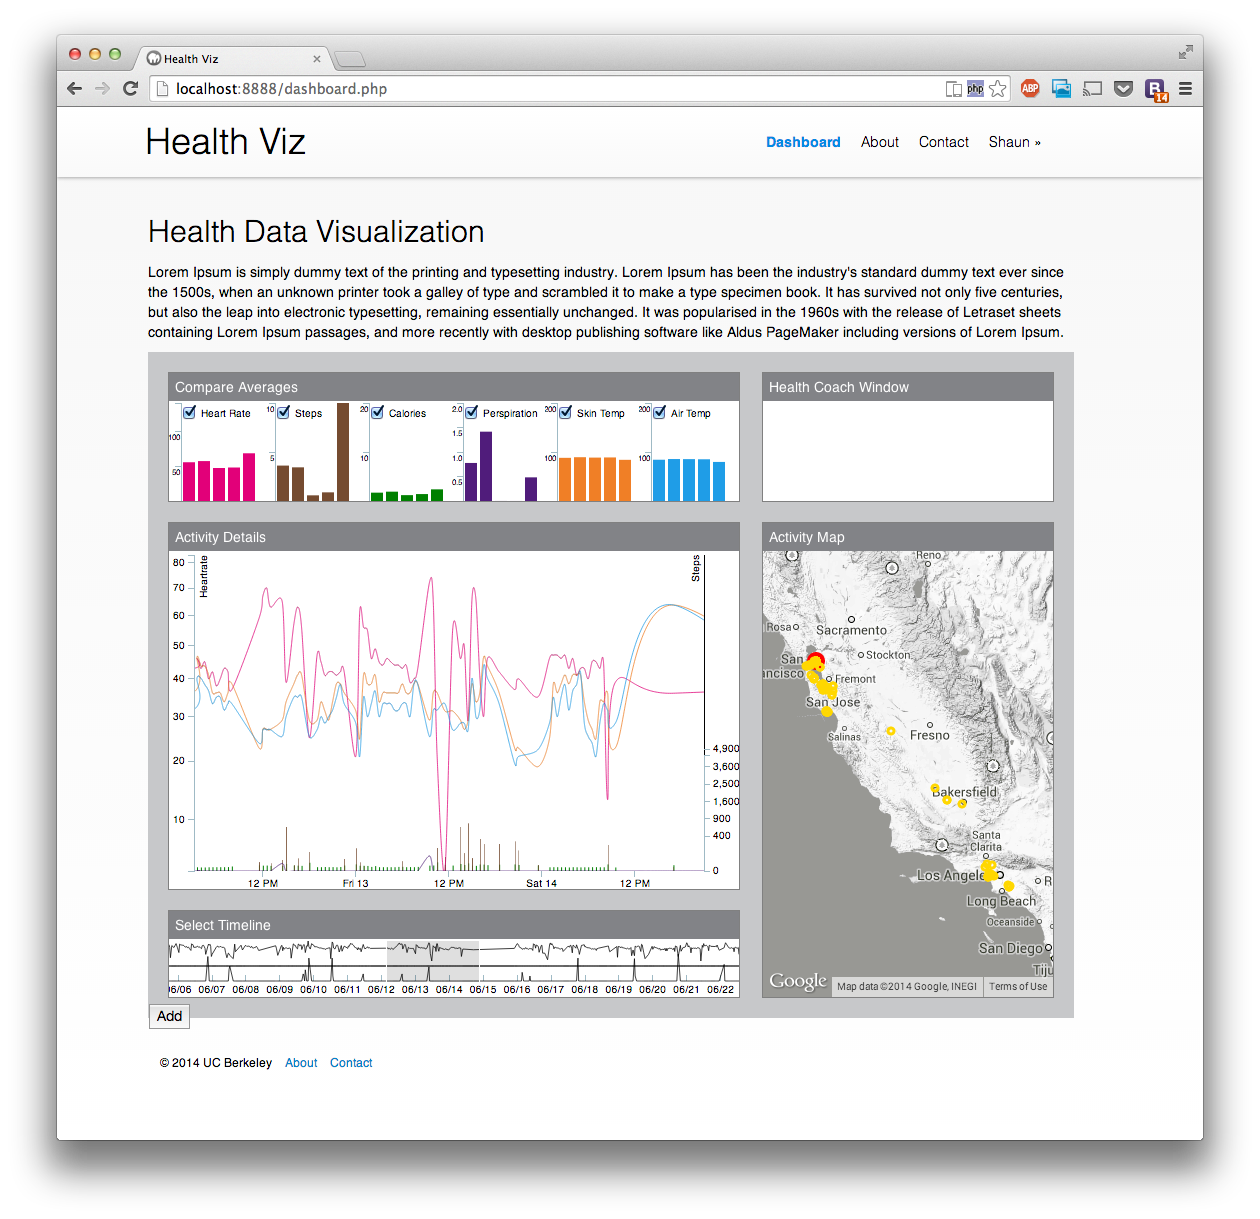 Health Viz
localhost:8888/dashboard.php
php
ABP
B
14
Health Viz
Dashboard About Contact Shaun »
Health Data Visualization
Lorem Ipsum is simply dummy text of the printing and typesetting industry. Lorem Ipsum has been the industry's standard dummy text ever since
the 1500s, when an unknown printer took a galley of type and scrambled it to make a type specimen book. It has survived not only five centuries,
but also the leap into electronic typesetting, remaining essentially unchanged. It was popularised in the 1960s with the release of Letraset sheets
containing Lorem Ipsum passages, and more recently with desktop publishing software like Aldus PageMaker including versions of Lorem Ipsum.
Compare Averages
Heart Rate
100
50
10
Steps
5
20
Calories
10
2.0
Perspiration
1.5
1.0
0.5
200
Skin Temp
100
200
Air Temp
100
Health Coach Window
Activity Details
Heartrate
Steps
80
70
60
50
40
30
20
10
4,900
3,600
2,500
1,600
900
400
0
12 PM Fri 13 12 PM Sat 14 12 PM
Activity Map
Reno
Rosa
Sacramento
Stockton
San
ancisco
Fremont
San Jose
Salinas
Fresno
Bakersfield
Santa
Clarita
Los Angele
R
Long Beach
Oceanside
San Diego
Tiju
Google
Map data ©2014 Google, INEGI
Terms of Use
Select Timeline
06/06 06/07 06/08 06/09 06/10 06/11 06/12 06/13 06/14 06/15 06/16 06/17 06/18 06/19 06/20 06/21 06/22
Add
© 2014 UC Berkeley About Contact